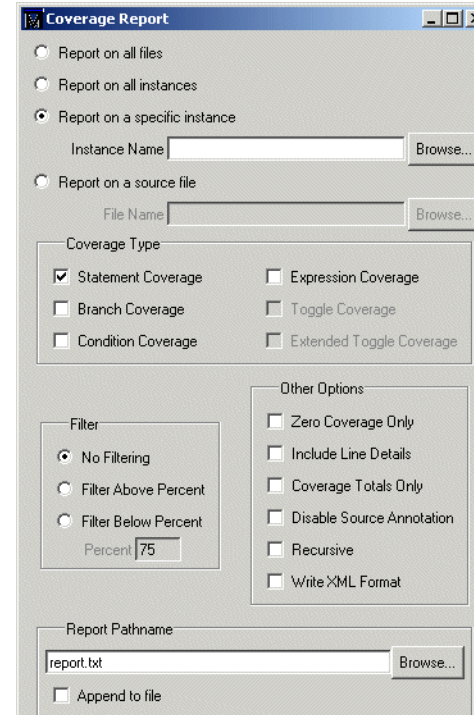 Coverage Report
Report on all files
Report on all instances
Report on a specific instance
Instance Name Browse...
Report on a source file
File Name Browse...
Coverage Type
Statement Coverage Expression Coverage
Branch Coverage Toggle Coverage
Condition Coverage Extended Toggle Coverage
Filter
No Filtering
Filter Above Percent
Filter Below Percent
Percent 75
Other Options
Zero Coverage Only
Include Line Details
Coverage Totals Only
Disable Source Annotation
Recursive
Write XML Format
Report Pathname
report.txt Browse...
Append to file